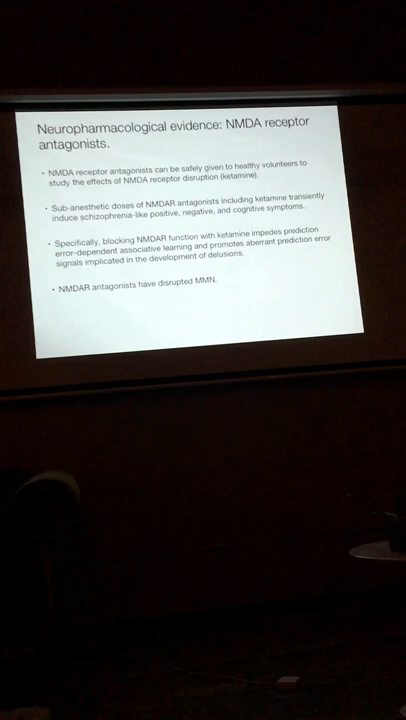 Neuropharmacological evidence: NMDA receptor
antagonists.
• NMDA receptor antagonists can be safely given to healthy volunteers to
study the effects of NMDA receptor disruption (ketamine).
• Sub-anesthetic doses of NMDAR antagonists including ketamine transiently
induce schizophrenia-like positive, negative, and cognitive symptoms.
• Specifically, blocking NMDAR function with ketamine impedes prediction
error-dependent associative learning and promotes aberrant prediction error
signals implicated in the development of delusions.
• NMDAR antagonists have disrupted MMN.